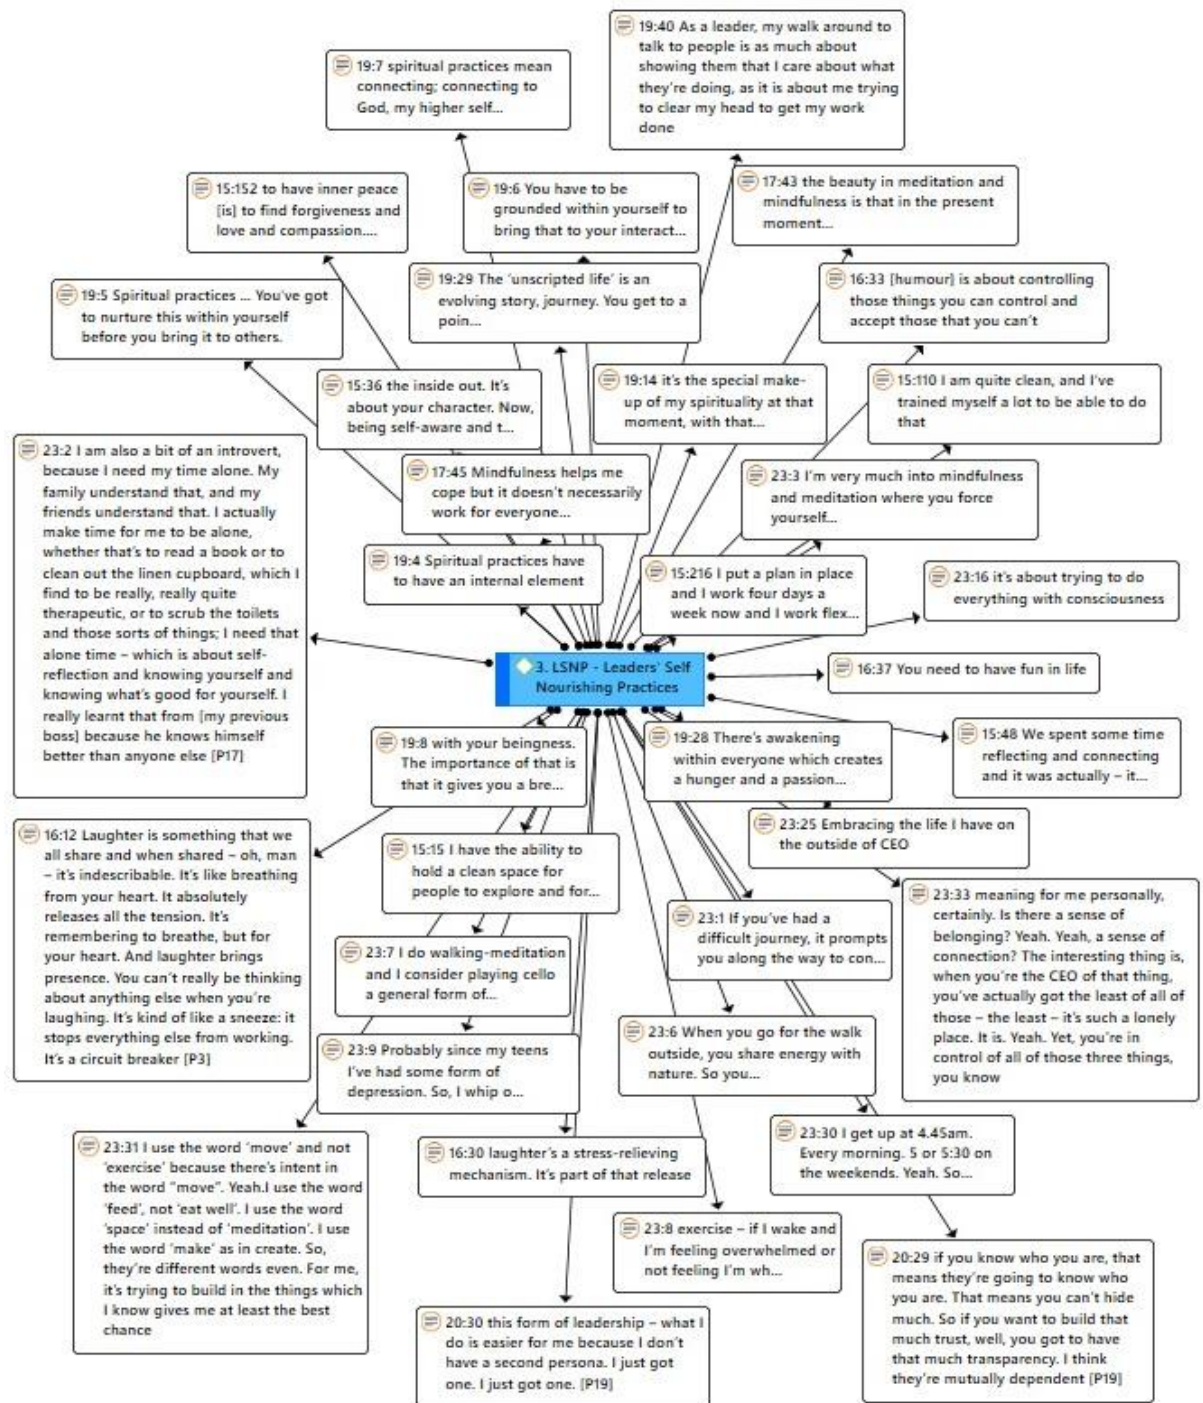 19:40 As a leader, my walk around to
talk to people is as much about
showing them that I care about what
they're doing, as it is about me trying
to clear my head to get my work
done
19:7 spiritual practices mean
connecting; connecting to
God, my higher self...
15:152 to have inner peace
[is] to find forgiveness and
love and compassion....
19:6 You have to be
grounded within yourself to
bring that to your interact...
17:43 the beauty in meditation and
mindfulness is that in the present
moment...
19:5 Spiritual practices ... You've got
to nurture this within yourself
before you bring it to others.
19:29 The 'unscripted life' is an
evolving story, journey. You get to a
poin...
16:33 [humour] is about controlling
those things you can control and
accept those that you can't
15:36 the inside out. It's
about your character. Now,
being self-aware and t...
19:14 it's the special make-
up of my spirituality at that
moment, with that...
15:110 I am quite clean, and I've
trained myself a lot to be able to do
that
23:2 I am also a bit of an introvert,
because I need my time alone. My
family understand that, and my
friends understand that. I actually
make time for me to be alone,
whether that's to read a book or to
clean out the linen cupboard, which I
find to be really, really quite
therapeutic, or to scrub the toilets
and those sorts of things; I need that
alone time – which is about self-
reflection and knowing yourself and
knowing what's good for yourself. I
really learnt that from [my previous
boss] because he knows himself
better than anyone else [P17]
17:45 Mindfulness helps me
cope but it doesn't necessarily
work for everyone...
23:3 I'm very much into mindfulness
and meditation where you force
yourself...
19:4 Spiritual practices have
to have an internal element
15:216 I put a plan in place
and I work four days a
week now and I work flex...
23:16 it's about trying to do
everything with consciousness
3. LSNP - Leaders' Self
Nourishing Practices
16:37 You need to have fun in life
19:8 with your beingness.
The importance of that is
that it gives you a bre...
19:28 There's awakening
within everyone which creates
a hunger and a passion...
15:48 We spent some time
reflecting and connecting
and it was actually – it...
16:12 Laughter is something that we
all share and when shared – oh, man
– it's indescribable. It's like breathing
from your heart. It absolutely
releases all the tension. It's
remembering to breathe, but for
your heart. And laughter brings
presence. You can't really be thinking
about anything else when you're
laughing. It's kind of like a sneeze: it
stops everything else from working.
It's a circuit breaker [P3]
15:15 I have the ability to
hold a clean space for
people to explore and for...
23:25 Embracing the life I have on
the outside of CEO
23:33 meaning for me personally,
certainly. Is there a sense of
belonging? Yeah. Yeah, a sense of
connection? The interesting thing is,
when you're the CEO of that thing,
you've actually got the least of all of
those – the least – it's such a lonely
place. It is. Yeah. Yet, you're in
control of all of those three things,
you know
23:1 If you've had a
difficult journey, it prompts
you along the way to con...
23:7 I do walking-meditation
and I consider playing cello
a general form of...
23:6 When you go for the walk
outside, you share energy with
nature. So you...
23:9 Probably since my teens
I've had some form of
depression. So, I whip o...
23:30 I get up at 4.45am.
Every morning. 5 or 5:30 on
the weekends. Yeah. So...
23:31 I use the word 'move' and not
'exercise' because there's intent in
the word "move". Yeah.I use the word
'feed', not 'eat well'. I use the word
'space' instead of 'meditation'. I use
the word 'make' as in create. So,
they're different words even. For me,
it's trying to build in the things which
I know gives me at least the best
chance
16:30 laughter's a stress-relieving
mechanism. It's part of that release
23:8 exercise – if I wake and
I'm feeling overwhelmed or
not feeling I'm wh...
20:29 if you know who you are, that
means they're going to know who
you are. That means you can't hide
much. So if you want to build that
much trust, well, you got to have
that much transparency. I think
they're mutually dependent [P19]
20:30 this form of leadership – what I
do is easier for me because I don't
have a second persona. I just got
one. I just got one. [P19]